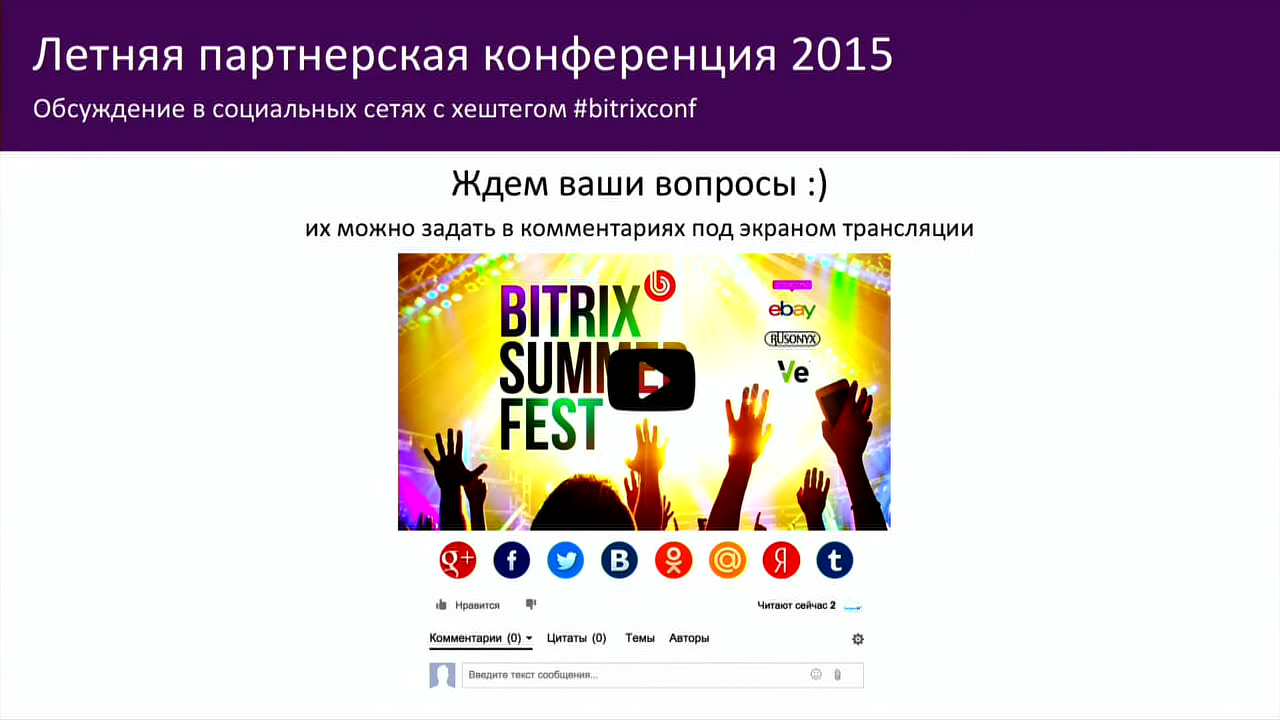 Летняя партнерская конференция 2015
Обсуждение в социальных сетях с хештегом #bitrixconf
Ждем ваши вопросы :)
их можно задать в комментариях под экраном трансляции
BITRIX
SUMMER
FEST
ebay
RUSONYX
Ve
Нравится
Читают сейчас 2
Комментарии (0) Цитаты (0) Темы Авторы
Введите текст сообщения...